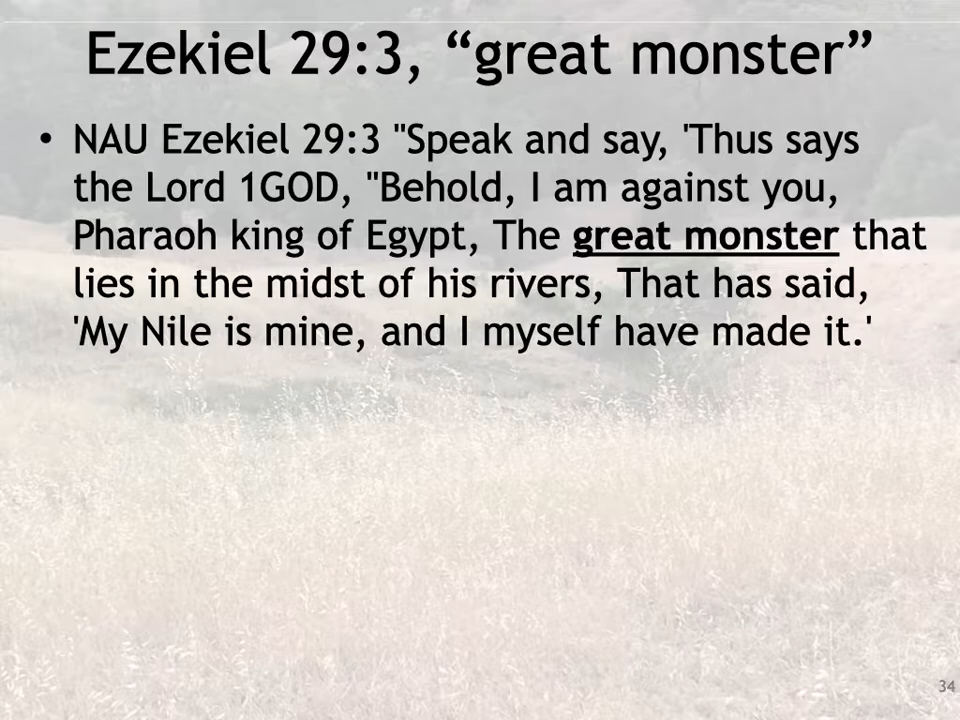 Ezekiel 29:3, “great monster”
• NAU Ezekiel 29:3 "Speak and say, 'Thus says
the Lord 1GOD, "Behold, I am against you,
Pharaoh king of Egypt, The great monster that
lies in the midst of his rivers, That has said,
'My Nile is mine, and I myself have made it.'
34